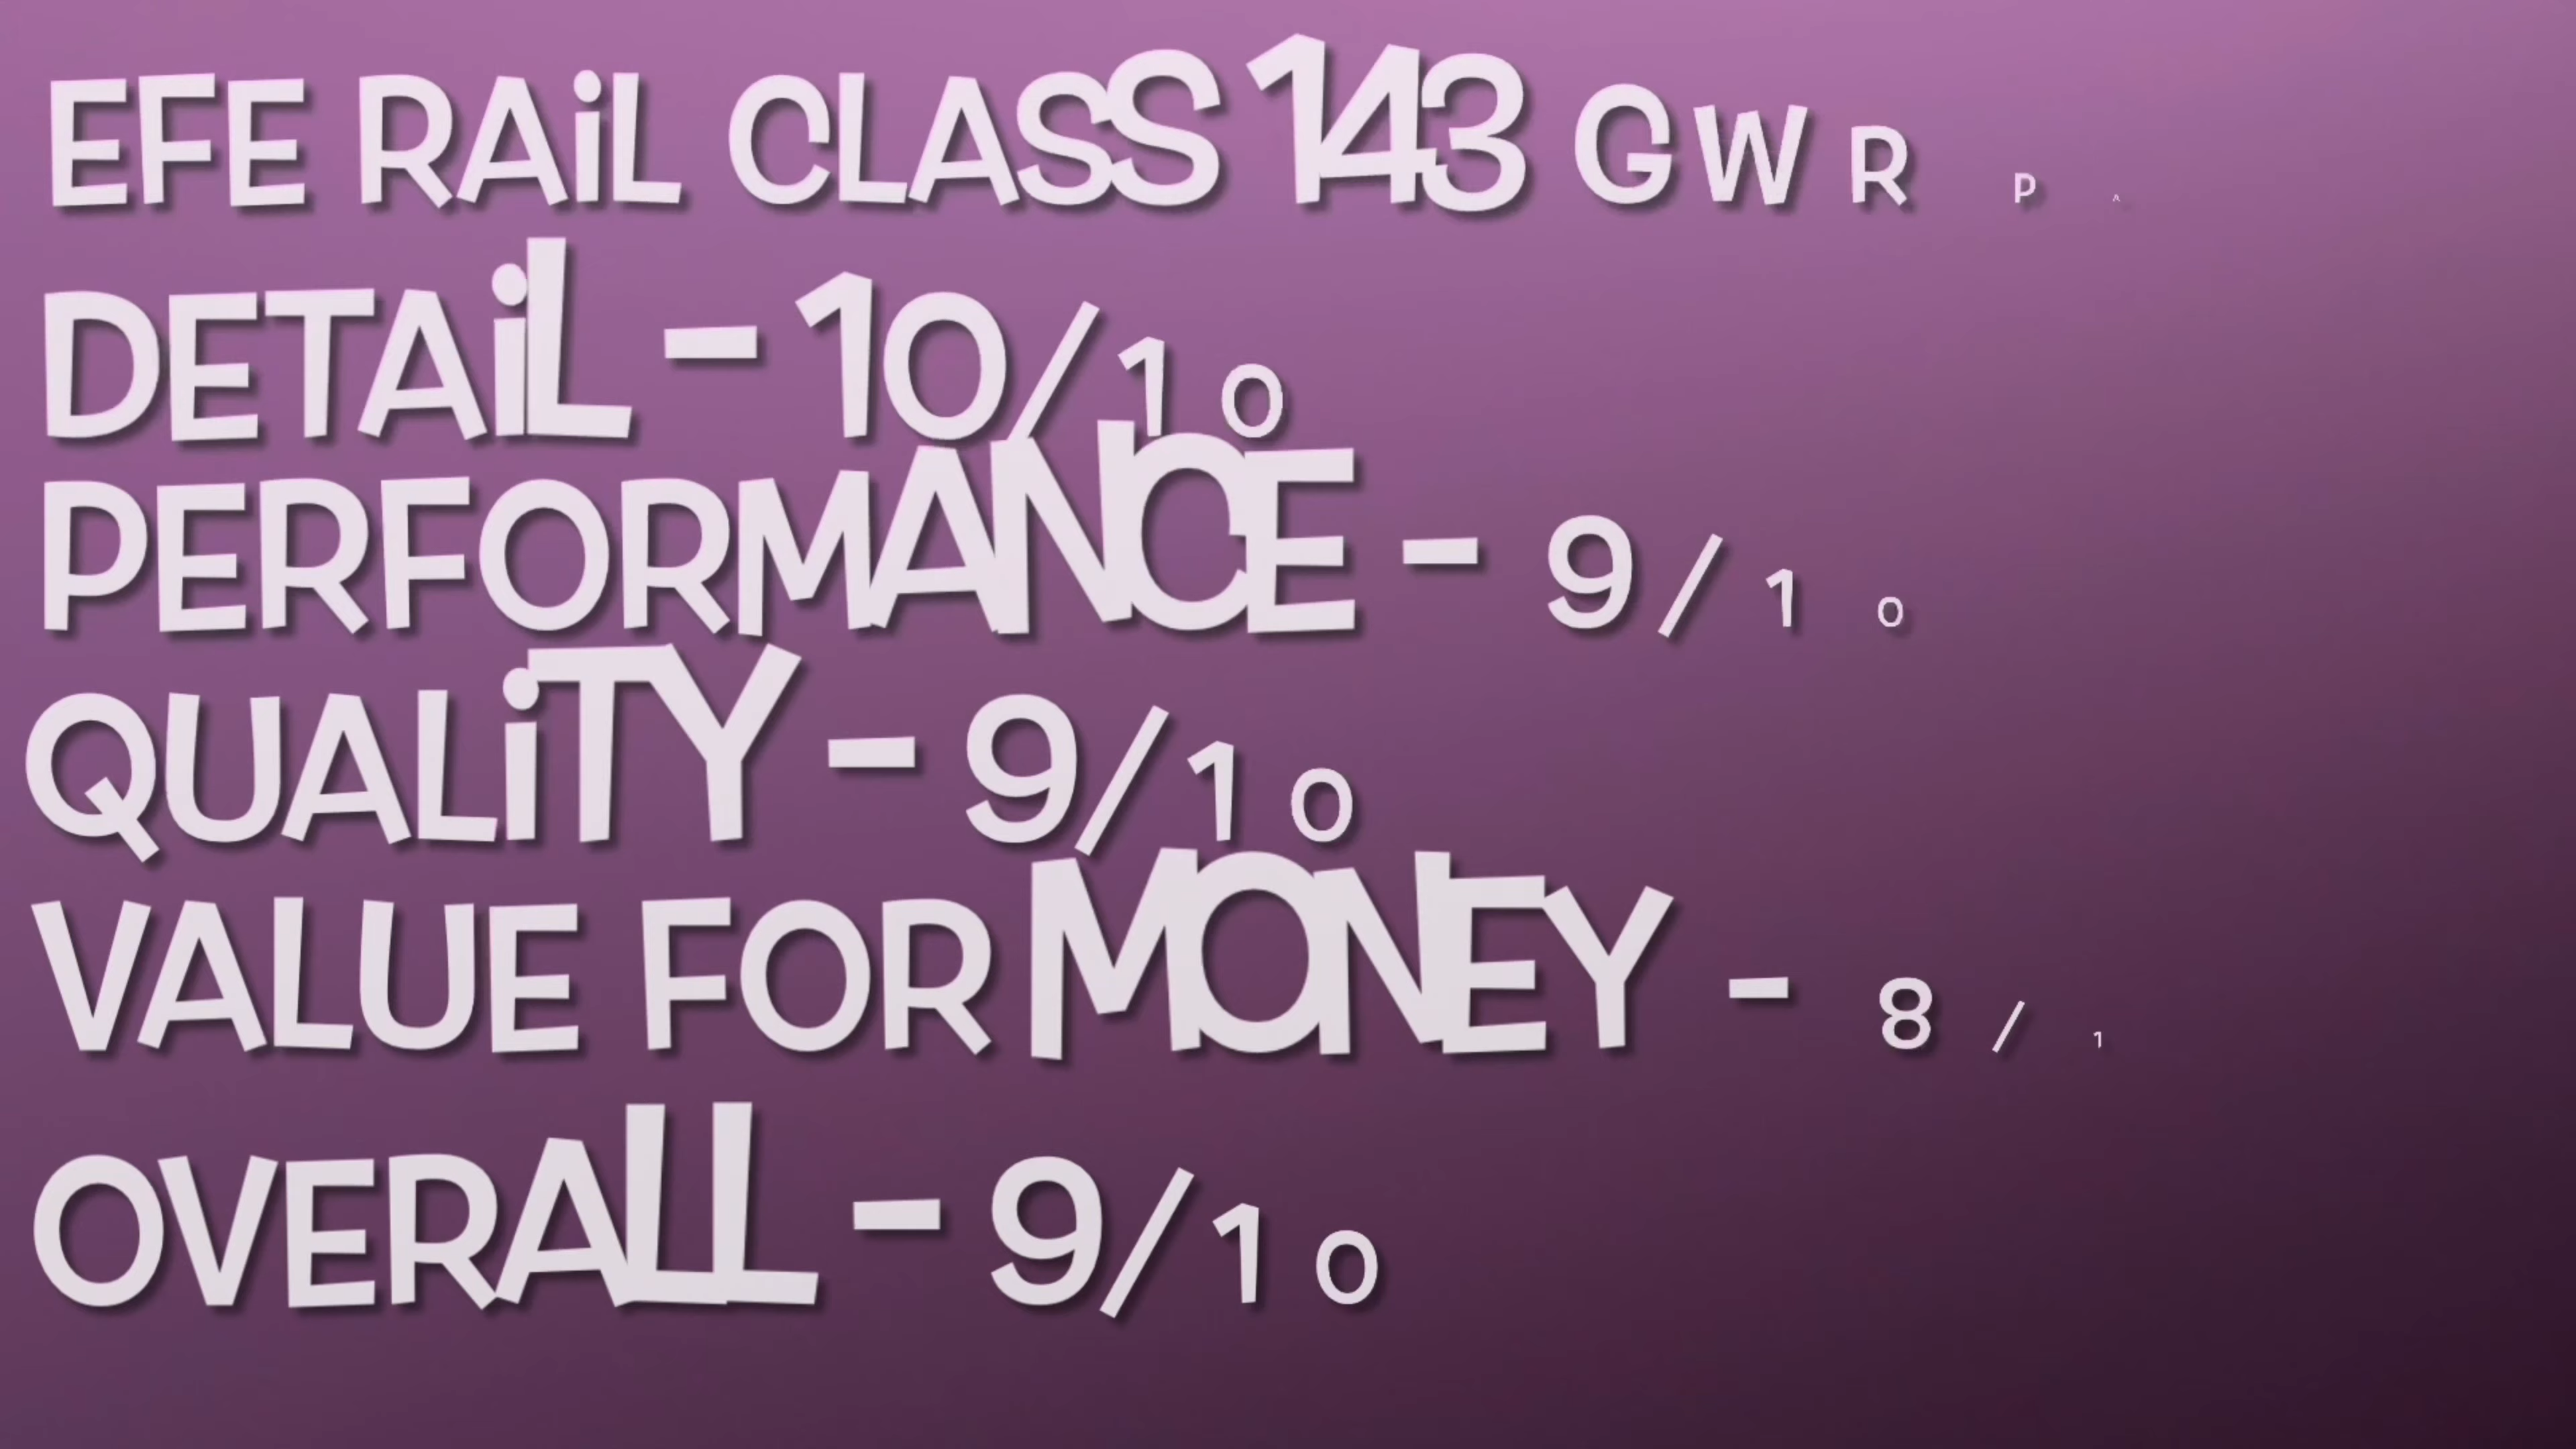 EFE RAiL CLASS 143 GWR PA
DETAiL - 10/10
PERFORMANCE - 9/10
QUALiTY - 9/10
VALUE FOR MONEY - 8/1
OVERALL - 9/10